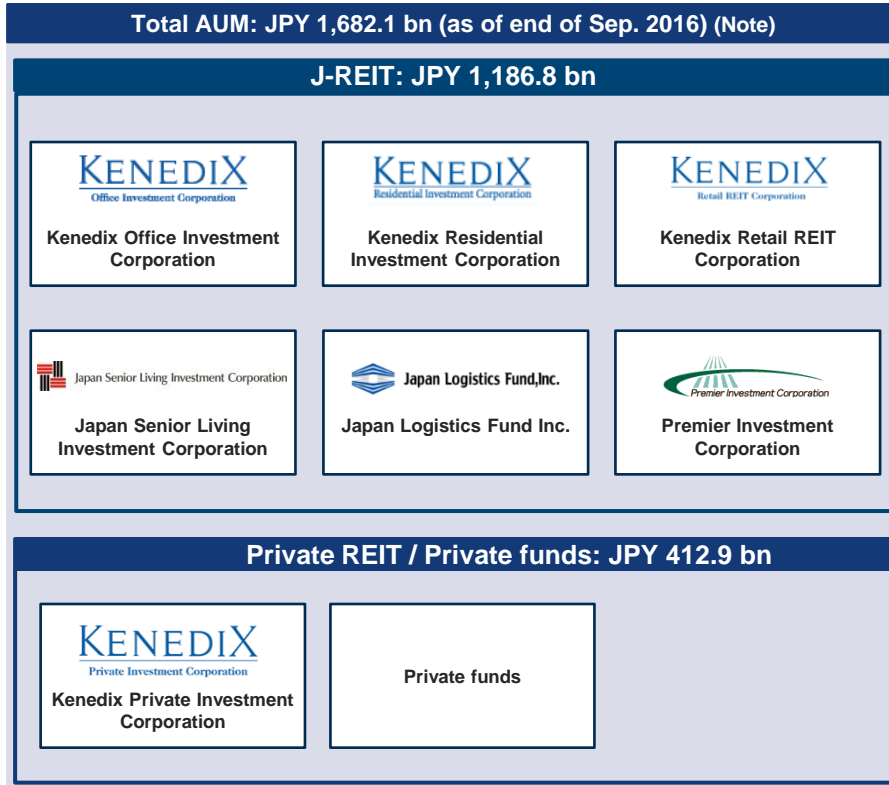 Total AUM: JPY 1,682.1 bn (as of end of Sep. 2016) (Note)
J-REIT: JPY 1,186.8 bn
KENEDIX
Office Investment Corporation
Kenedix Office Investment
Corporation
KENEDIX
Residential Investment Corporation
Kenedix Residential
Investment Corporation
KENEDIX
Retail REIT Corporation
Kenedix Retail REIT
Corporation
Japan Senior Living Investment Corporation
Japan Senior Living
Investment Corporation
Japan Logistics Fund,Inc.
Japan Logistics Fund Inc.
Premier Investment Corporation
Premier Investment
Corporation
Private REIT / Private funds: JPY 412.9 bn
KENEDIX
Private Investment Corporation
Kenedix Private Investment
Corporation
Private funds